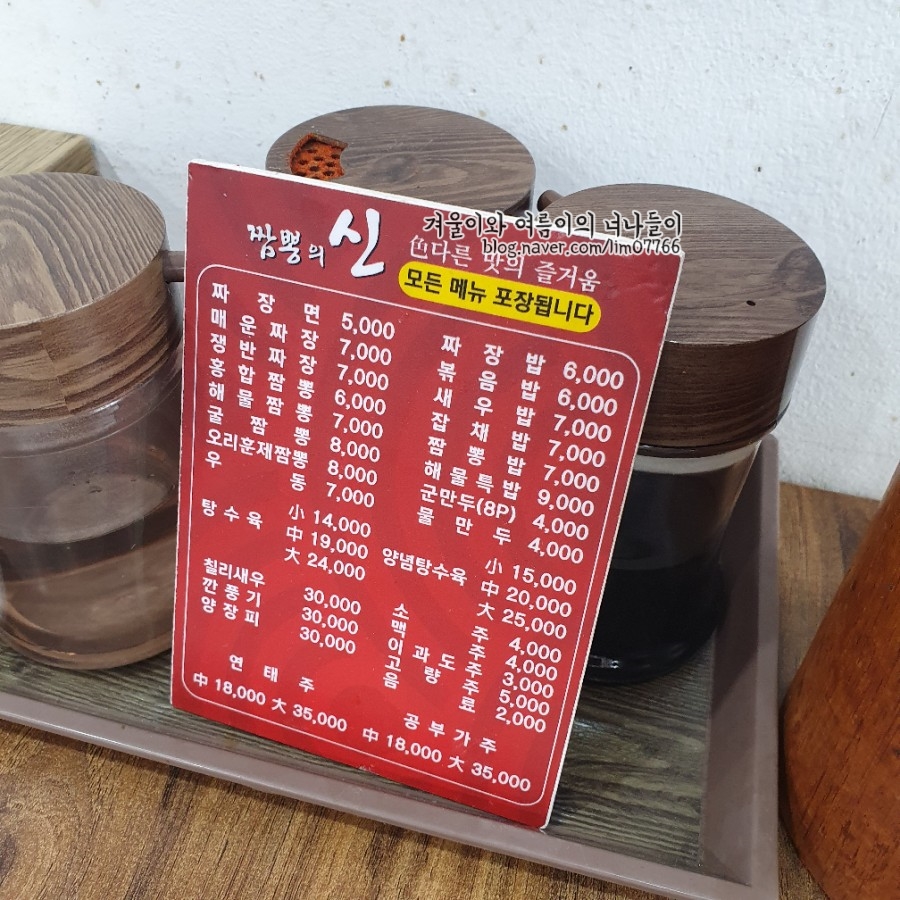 겨울이와 여름이의 너나들이
blog.naver.com/lim07766
짬뽕의 신
色다른 맛의 즐거움
모든 메뉴 포장됩니다
짜장면 5,000
매운짜장 7,000
쟁반짜장 7,000
홍합짬뽕 6,000
해물짬뽕 7,000
굴짬뽕 8,000
오리훈제짬뽕 8,000
우동 7,000
탕수육 小 14,000
中 19,000
大 24,000
칠리새우 30,000
깐풍기 30,000
양장피 30,000
연태주
中 18,000 大 35,000
짜장밥 6,000
볶음밥 6,000
새우밥 7,000
잡채밥 7,000
짬뽕밥 7,000
해물특밥 9,000
군만두(8P) 4,000
물만두 4,000
양념탕수육 小 15,000
中 20,000
大 25,000
소주 4,000
맥주 4,000
이과도주 3,000
고량주 5,000
음료 2,000
공부가주
中 18,000 大 35,000